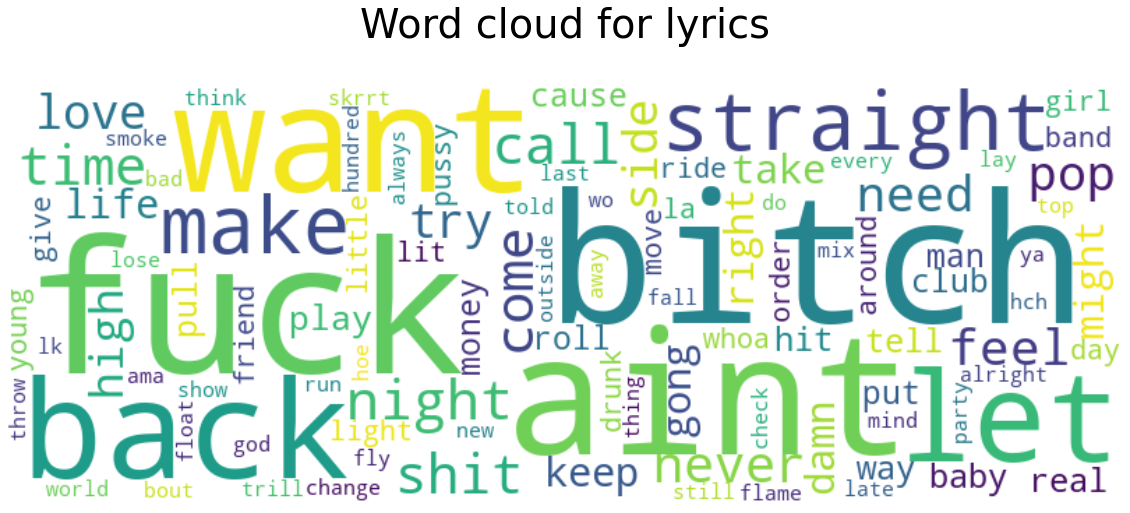 Word cloud for lyrics
love
think
skrrt
cause
straight
girl
smoke
want
hundred
always
pussy
call
side
band
time
bad
last
ride
take
every
lay
pop
life
make
give
little
try
told
wo
la
do
need
top
move
right
lose
lit
come
outside
bitch
away
order
mix
around
man
ya
might
fuck
high
pull
friend
play
money
fall
club
hch
young
lk
hoe
roll
whoa
hit
tell
feel
day
back
throw
ama
show
run
night
aint
drunk
thing
gong
check
put
alright
let
float
god
light
new
mind
party
damn
fly
shit
keep
never
way
baby
real
world
bout
trill
change
still
flame
late